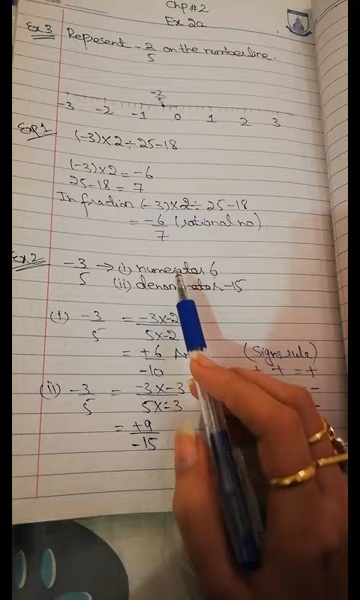 Chp#2
Ex 2a
Ex 3 Represent -2/5 on the number line.
-2/5
-3 -2 -1 0 1 2 3
Exp 1
(-3)×2÷25-18
(-3)×2 = -6
25-18 = 7
In fraction (-3)×2÷ 25-18
= -6/7 (rational no)
Ex 2 -3/5 → (i) numerator 6
(ii) denominator -15
(i) -3/5 = -3×-2/5×-2
= +6/-10
(Signs rule)
+ + = +
(ii) -3/5 = -3×-3/5×-3
= +9/-15